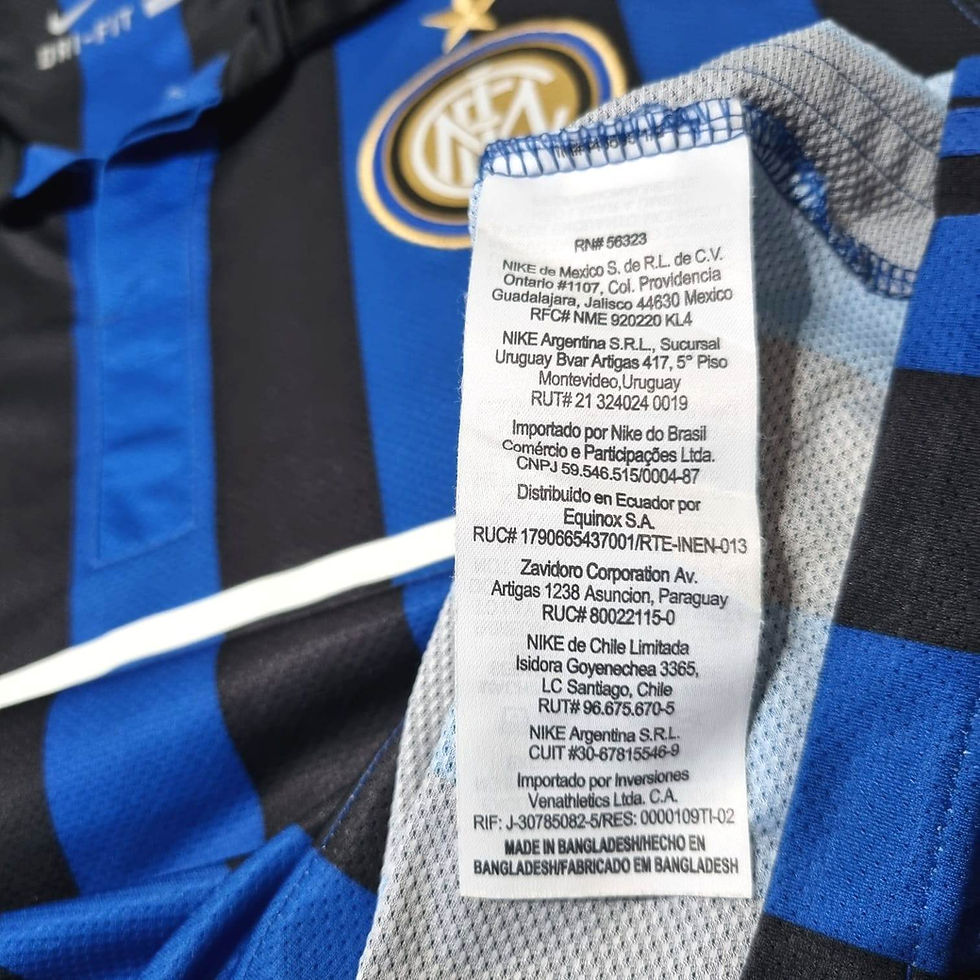 DRI-FIT
RN# 56323
NIKE de Mexico S. de R.L. de C.V.
Ontario #1107, Col. Providencia
Guadalajara, Jalisco 44630 Mexico
RFC# NME 920220 KL4
NIKE Argentina S.R.L., Sucursal
Uruguay Bvar Artigas 417, 5° Piso
Montevideo,Uruguay
RUT# 21 324024 0019
Importado por Nike do Brasil
Comércio e Participações Ltda.
CNPJ 59.546.515/0004-87
Distribuido en Ecuador por
Equinox S.A.
RUC# 1790665437001/RTE-INEN-013
Zavidoro Corporation Av.
Artigas 1238 Asuncion, Paraguay
RUC# 80022115-0
NIKE de Chile Limitada
Isidora Goyenechea 3365,
LC Santiago, Chile
RUT# 96.675.670-5
NIKE Argentina S.R.L.
CUIT #30-67815546-9
Importado por Inversiones
Venathletics Ltda. C.A.
RIF: J-30785082-5/RES: 0000109TI-02
MADE IN BANGLADESH/HECHO EN
BANGLADESH/FABRICADO EM BANGLADESH